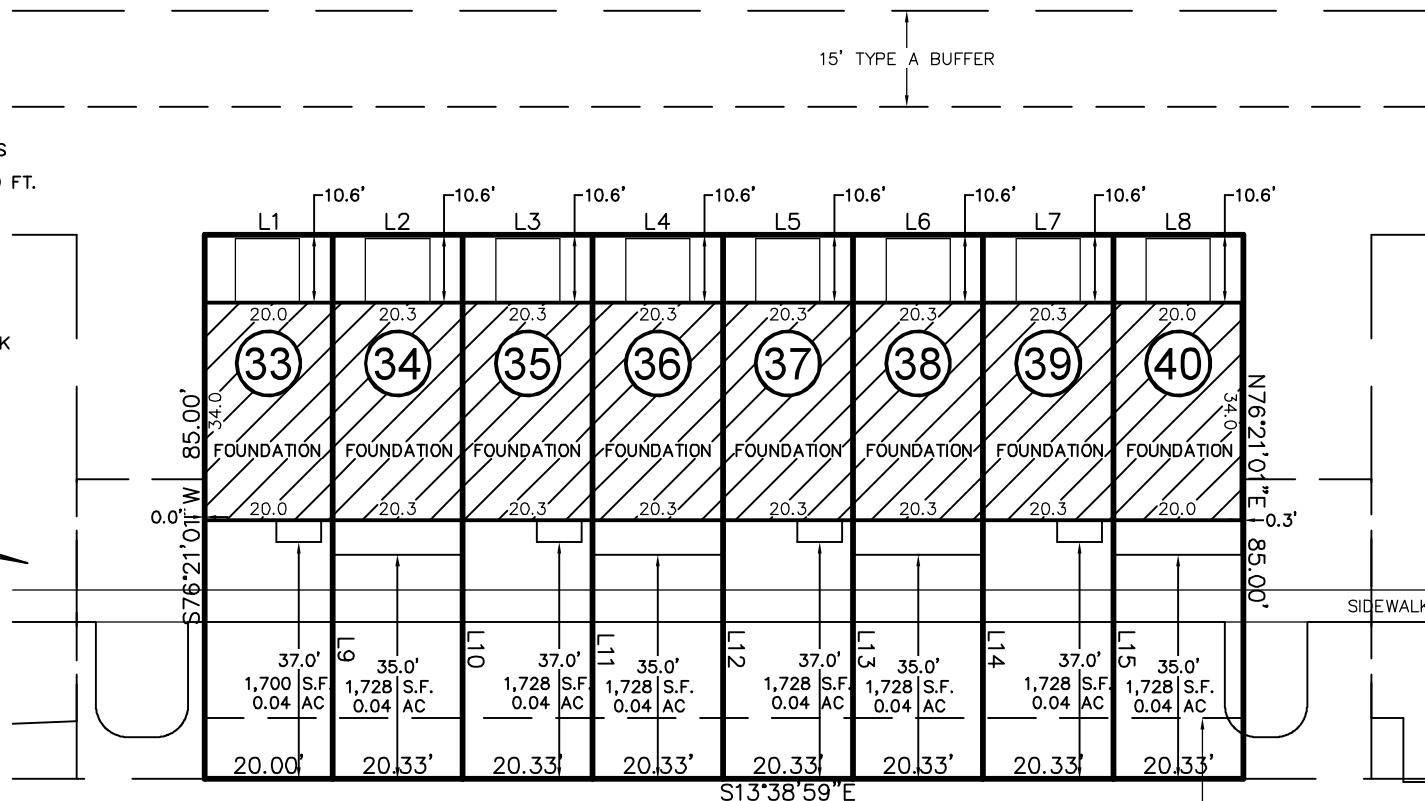 15' TYPE A BUFFER
S
FT.
10.6' 10.6' 10.6' 10.6' 10.6' 10.6' 10.6' 10.6'
L1 L2 L3 L4 L5 L6 L7 L8
20.0 20.3 20.3 20.3 20.3 20.3 20.3 20.0
K
33 34 35 36 37 38 39 40
34.0 34.0
FOUNDATION FOUNDATION FOUNDATION FOUNDATION FOUNDATION FOUNDATION FOUNDATION FOUNDATION
20.0 20.3 20.3 20.3 20.3 20.3 20.3 20.0
0.0' 0.3'
S76°21'01"W 85.00'
N76°21'01"E 85.00'
SIDEWALK
L9 L10 L11 L12 L13 L14 L15
37.0' 35.0' 37.0' 35.0' 37.0' 35.0' 37.0' 35.0'
1,700 S.F. 1,728 S.F. 1,728 S.F. 1,728 S.F. 1,728 S.F. 1,728 S.F. 1,728 S.F. 1,728 S.F.
0.04 AC 0.04 AC 0.04 AC 0.04 AC 0.04 AC 0.04 AC 0.04 AC 0.04 AC
20.00' 20.33' 20.33' 20.33' 20.33' 20.33' 20.33' 20.33'
S13°38'59"E